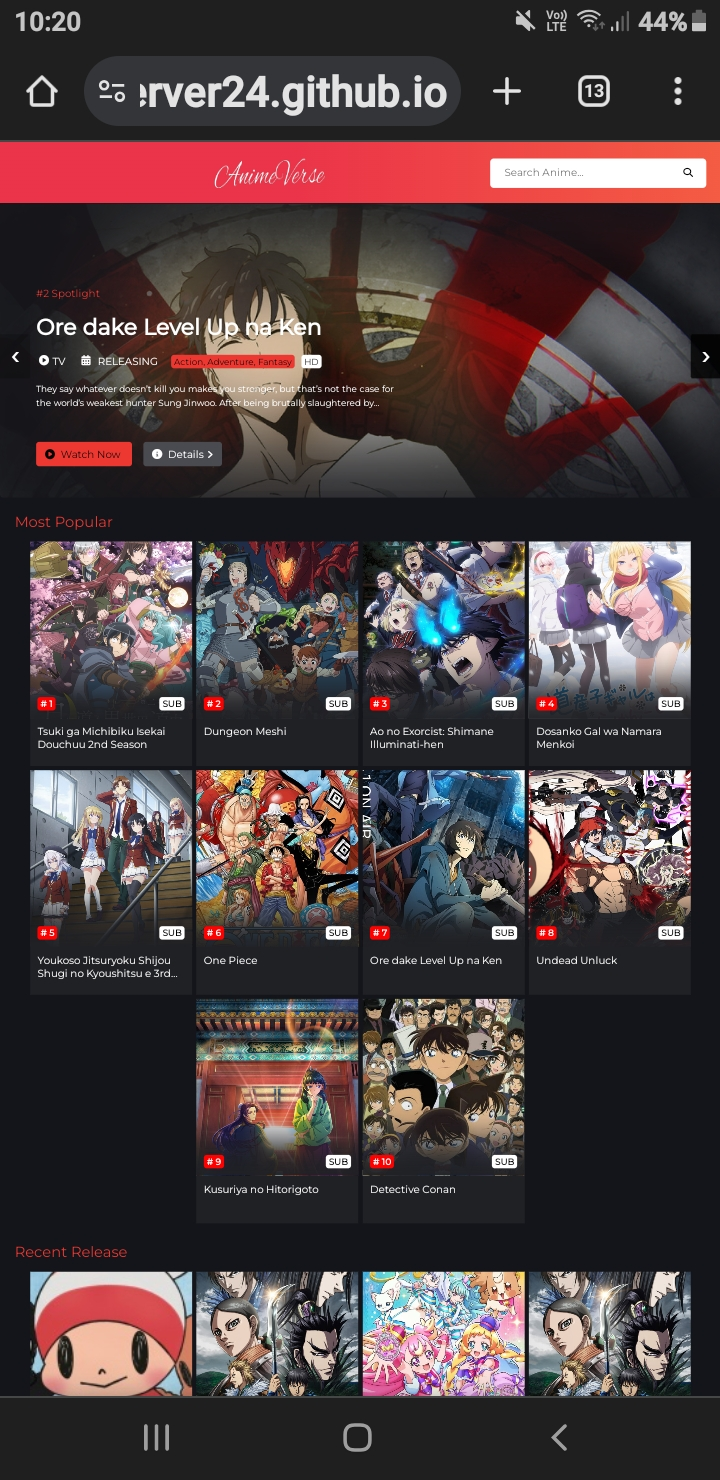 10:20
Vo))
LTE
44%
erver24.github.io
13
AnimeVerse
Search Anime...
#2 Spotlight
Ore dake Level Up na Ken
TV RELEASING Action, Adventure, Fantasy HD
They say whatever doesn't kill you makes you stronger, but that's not the case for
the world's weakest hunter Sung Jinwoo. After being brutally slaughtered by...
Watch Now Details
Most Popular
#1 SUB
Tsuki ga Michibiku Isekai
Douchuu 2nd Season
#2 SUB
Dungeon Meshi
#3 SUB
Ao no Exorcist: Shimane
Illuminati-hen
#4 SUB
Dosanko Gal wa Namara
Menkoi
#5 SUB
Youkoso Jitsuryoku Shijou
Shugi no Kyoushitsu e 3rd...
#6 SUB
One Piece
#7 SUB
Ore dake Level Up na Ken
#8 SUB
Undead Unluck
#9 SUB
Kusuriya no Hitorigoto
#10 SUB
Detective Conan
Recent Release